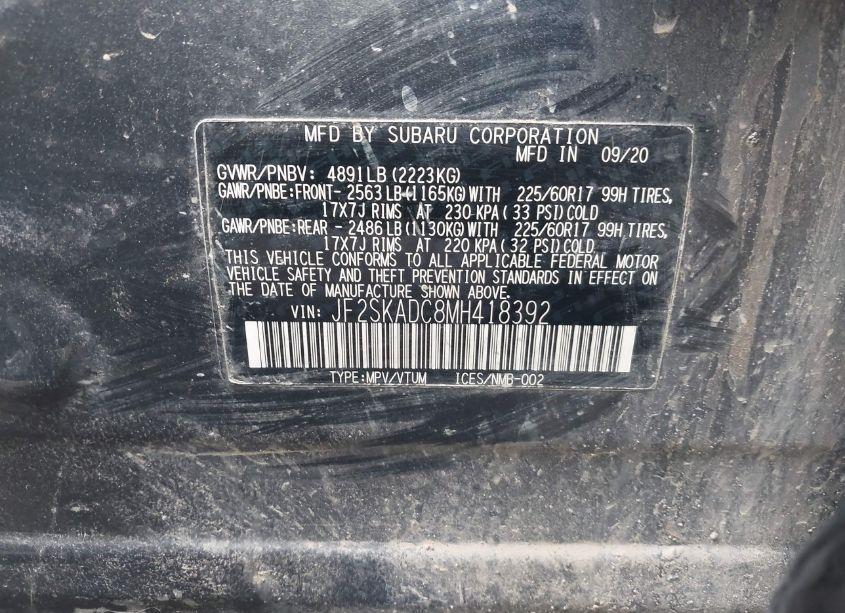 MFD BY SUBARU CORPORATION
MFD IN 09/20
GVWR/PNBV: 4891LB (2223KG)
GAWR/PNBE:FRONT- 2563 LB(1165KG)WITH 225/60R17 99H TIRES,
17X7J RIMS AT 230 KPA( 33 PSI)COLD
GAWR/PNBE:REAR - 2486 LB(1130KG)WITH 225/60R17 99H TIRES,
17X7J RIMS AT 220 KPA( 32 PSI)COLD
THIS VEHICLE CONFORMS TO ALL APPLICABLE FEDERAL MOTOR
VEHICLE SAFETY AND THEFT PREVENTION STANDARDS IN EFFECT ON
THE DATE OF MANUFACTURE SHOWN ABOVE.
VIN: JF2SKADC8MH418392
TYPE:MPV/VTUM ICES/NMB-002